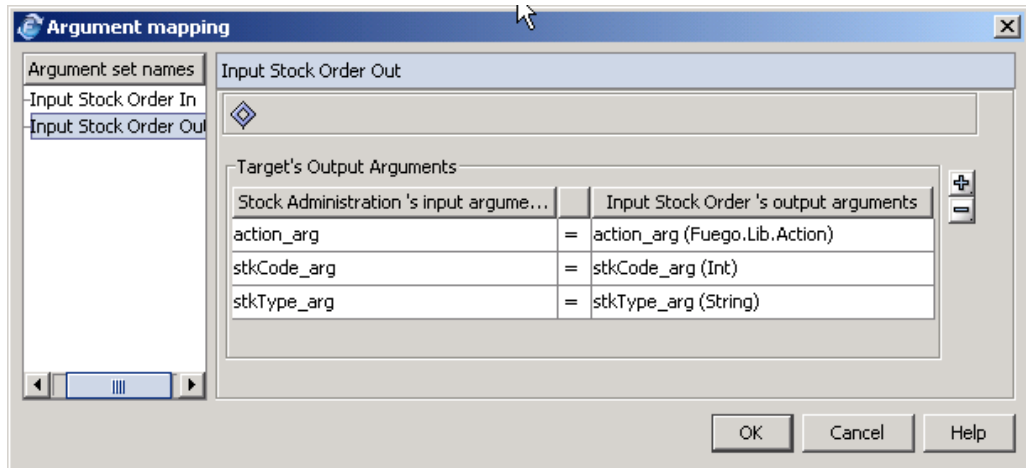 Argument mapping
Argument set names
Input Stock Order In
Input Stock Order Out
Input Stock Order Out
Target's Output Arguments
Stock Administration 's input argume... Input Stock Order 's output arguments
action_arg = action_arg (Fuego.Lib.Action)
stkCode_arg = stkCode_arg (Int)
stkType_arg = stkType_arg (String)
OK Cancel Help